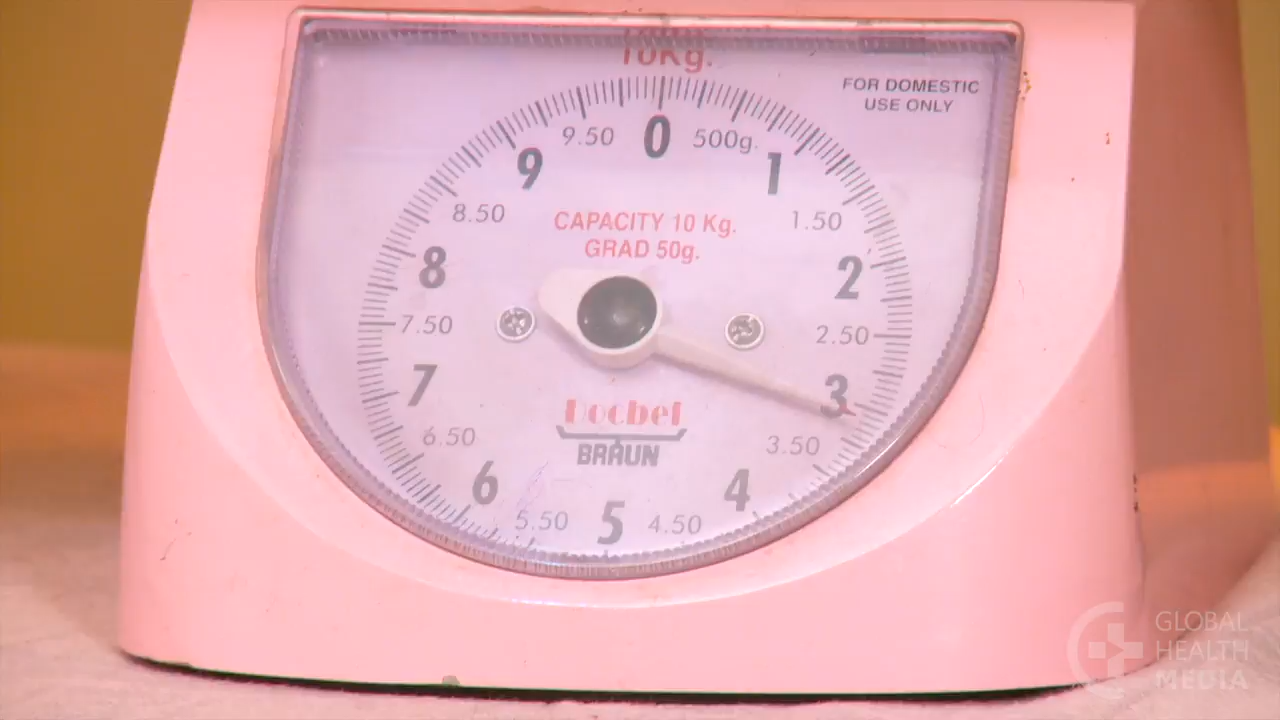 10Kg.
FOR DOMESTIC
USE ONLY
0
9.50
500g.
9
1
8.50
1.50
CAPACITY 10 Kg.
GRAD 50g.
8
2
7.50
2.50
7
3
Docbel
6.50
3.50
BRAUN
6
4
5.50
5
4.50
GLOBAL
HEALTH
MEDIA